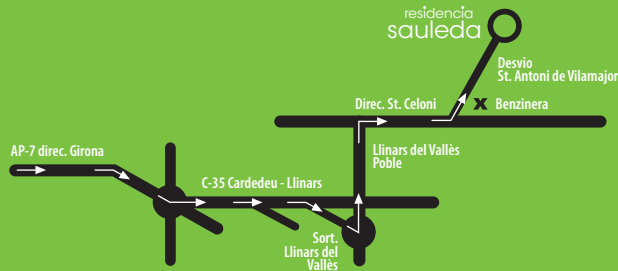 residencia
sauleda
Desvio
St. Antoni de Vilamajor
Direc. St. Celoni
X Benzinera
AP-7 direc. Girona
Llinars del Vallès
Poble
C-35 Cardedeu - Llinars
Sort.
Llinars del
Vallès